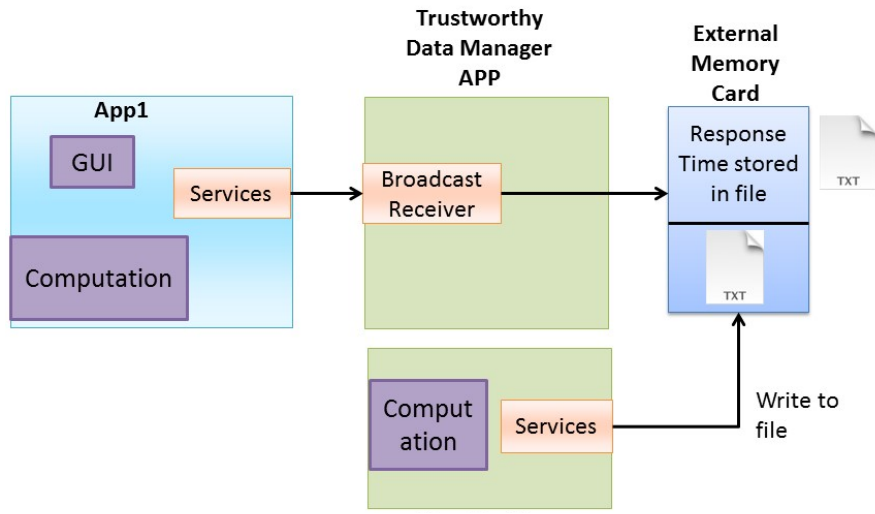 Trustworthy
Data Manager
APP
External
Memory
Card
App1
GUI
Services
Computation
Broadcast
Receiver
Response
Time stored
in file
TXT
TXT
Comput
ation
Services
Write to
file